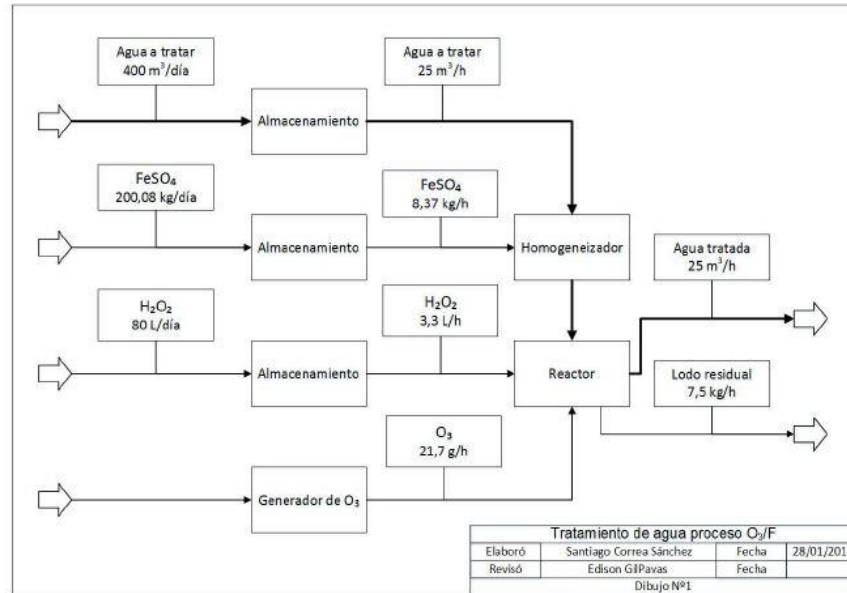 Agua a tratar
400 m³/día
Agua a tratar
25 m³/h
Almacenamiento
FeSO₄
200,08 kg/día
FeSO₄
8,37 kg/h
Almacenamiento
Homogeneizador
Agua tratada
25 m³/h
H₂O₂
80 L/día
H₂O₂
3,3 L/h
Almacenamiento
Reactor
Lodo residual
7,5 kg/h
O₃
21,7 g/h
Generador de O₃
Tratamiento de agua proceso O₃/F
Elaboró Santiago Correa Sánchez Fecha 28/01/201
Revisó Edison GilPavas Fecha
Dibujo Nº1